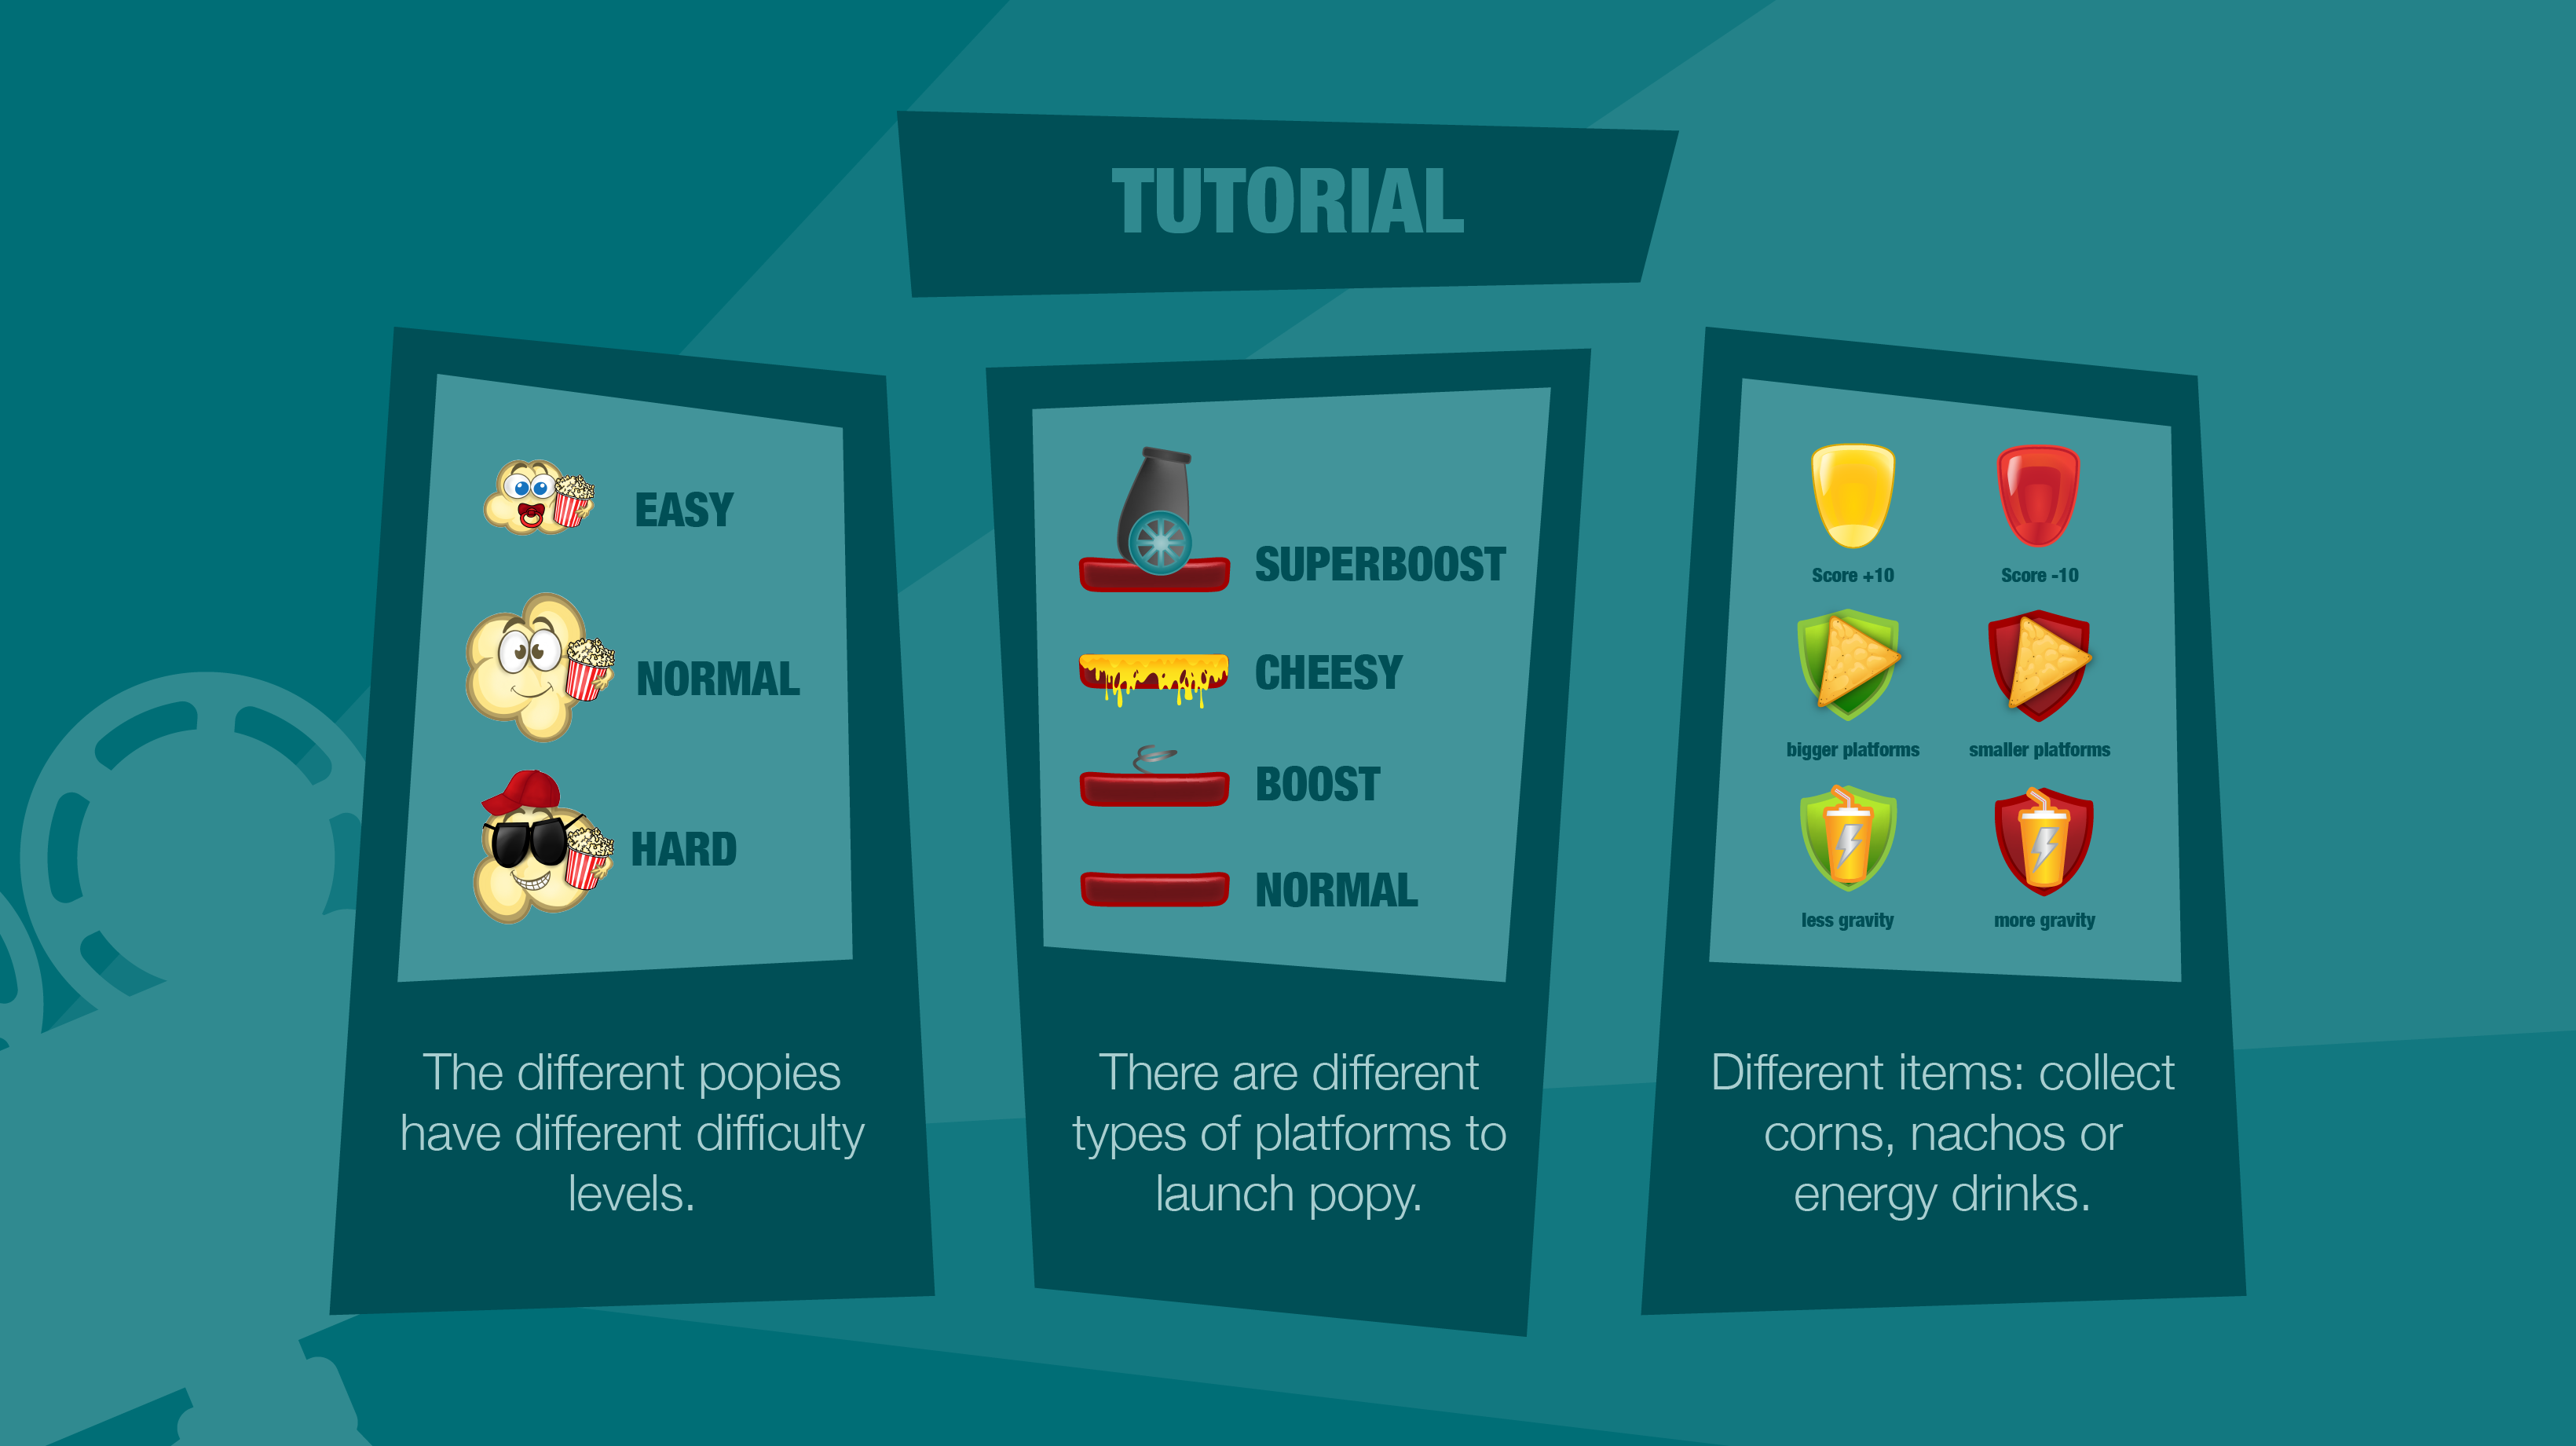 TUTORIAL
EASY
NORMAL
HARD
The different popies
have different difficulty
levels.
SUPERBOOST
CHEESY
BOOST
NORMAL
There are different
types of platforms to
launch popy.
Score +10
Score -10
bigger platforms
smaller platforms
less gravity
more gravity
Different items: collect
corns, nachos or
energy drinks.